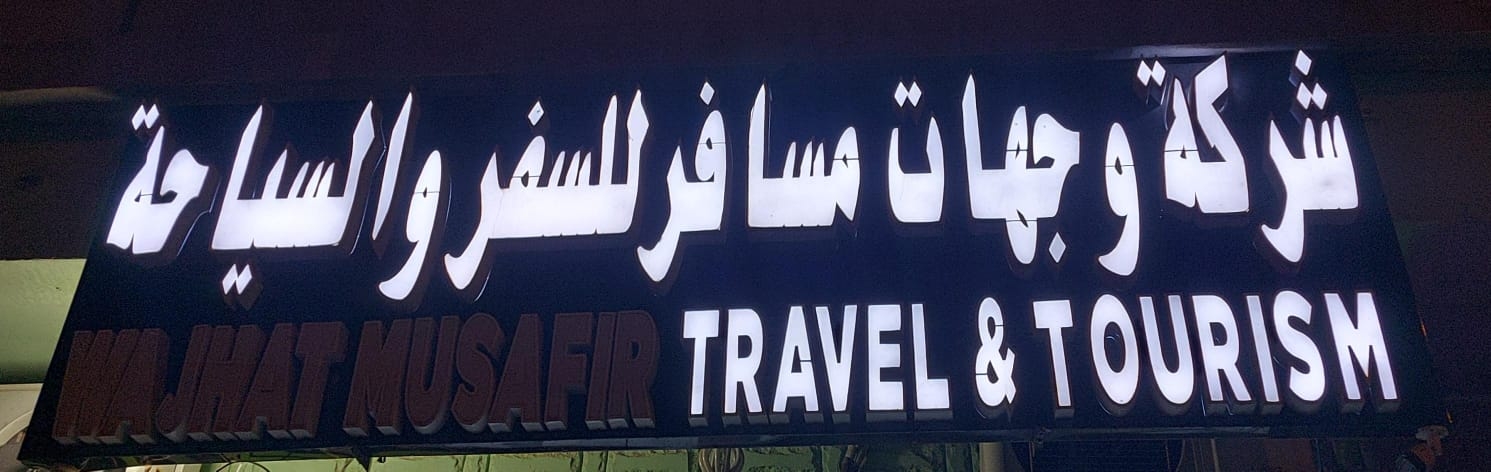 شركة وجهات مسافر للسفر والسياحة
WAJHAT MUSAFIR TRAVEL & TOURISM